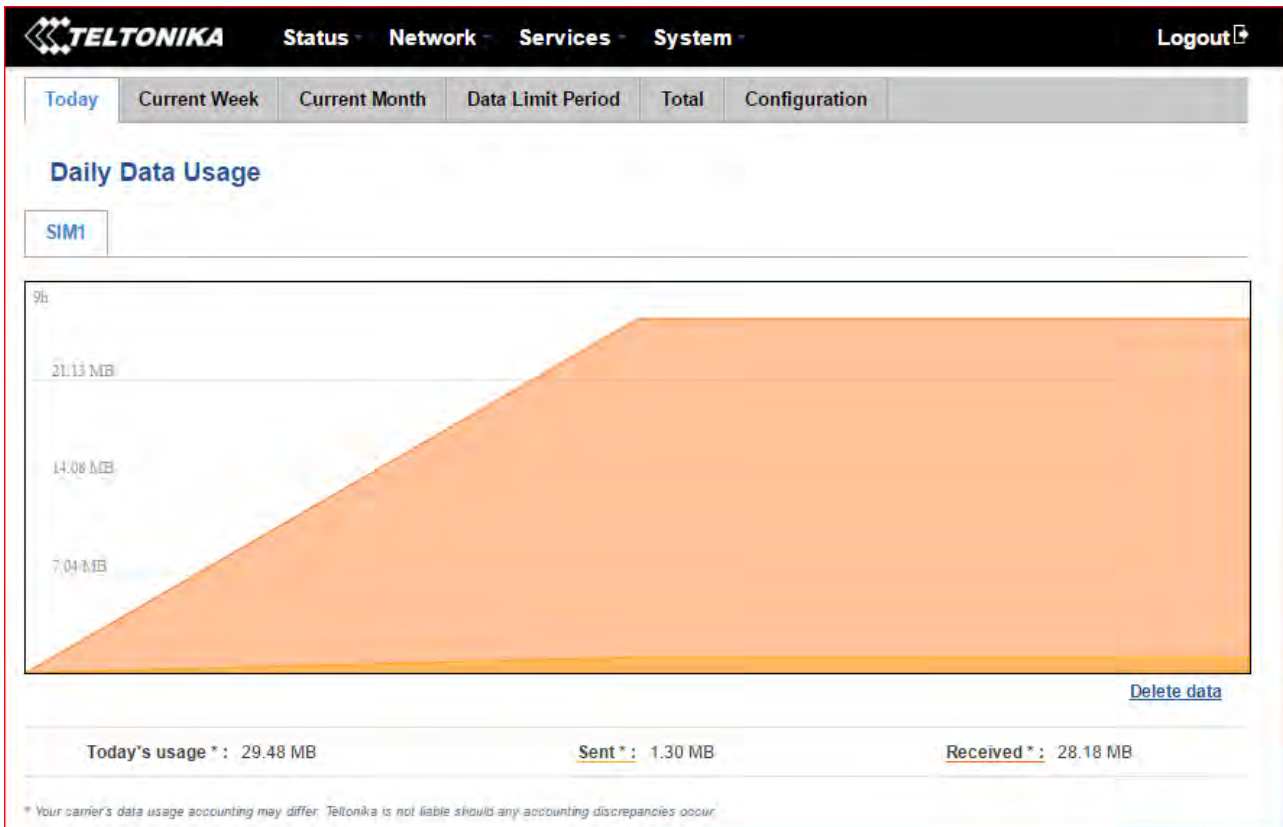 TELTONIKA Status Network Services System Logout
Today Current Week Current Month Data Limit Period Total Configuration
Daily Data Usage
SIM1
9h
21.13 MB
14.08 MB
7.04 MB
Delete data
Today's usage * : 29.48 MB Sent * : 1.30 MB Received * : 28.18 MB
* Your carrier's data usage accounting may differ. Teltonika is not liable should any accounting discrepancies occur.